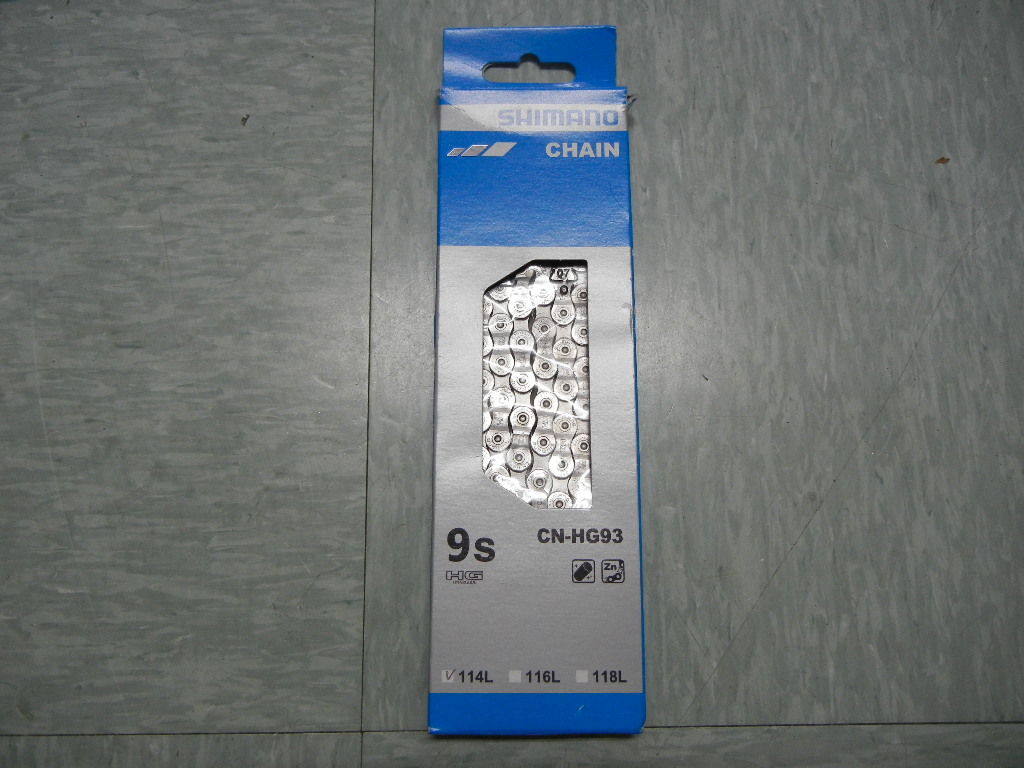 SHIMANO
CHAIN
9s
CN-HG93
HG
Zn
114L 116L 118L